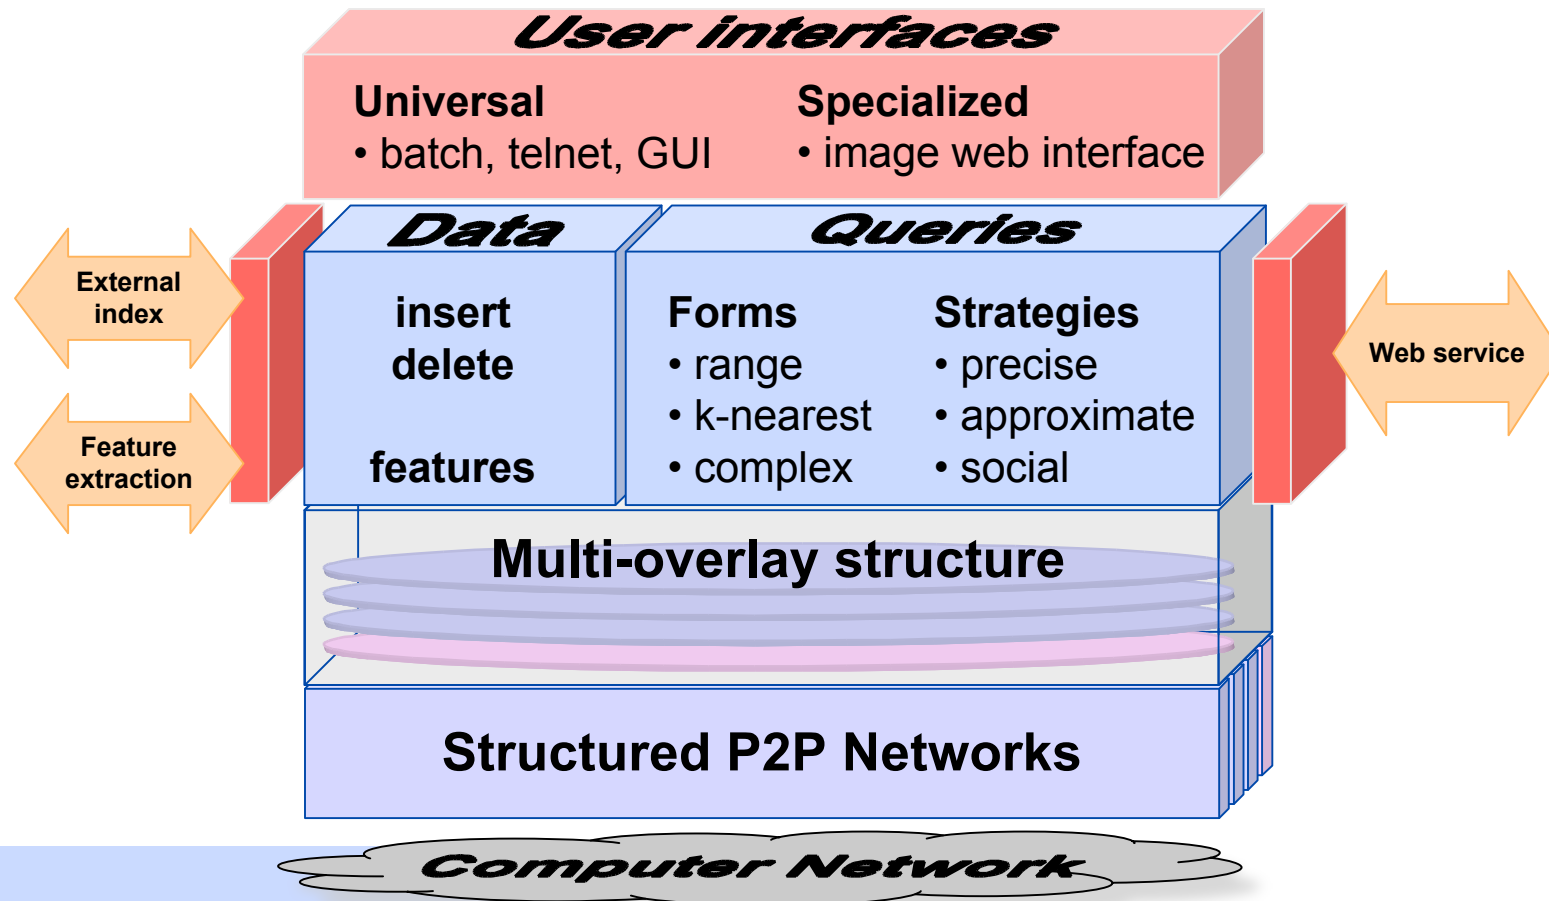 User interfaces
Universal
• batch, telnet, GUI
Specialized
• image web interface
Data
insert
delete
features
Queries
Forms
• range
• k-nearest
• complex
Strategies
• precise
• approximate
• social
External
index
Feature
extraction
Web service
Multi-overlay structure
Structured P2P Networks
Computer Network